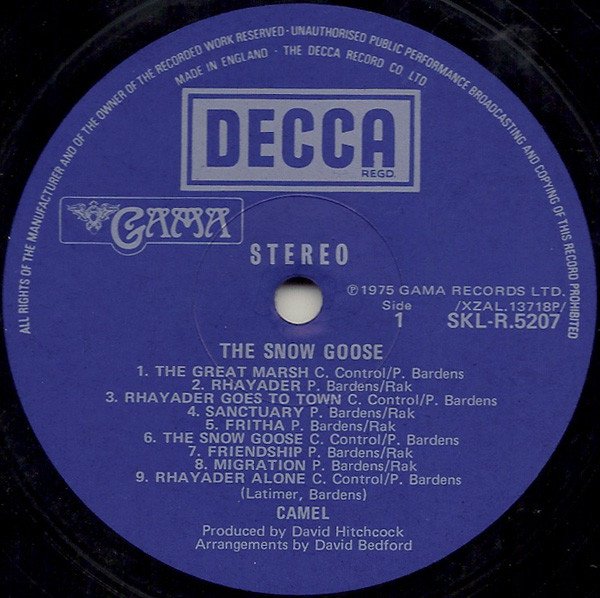 ALL RIGHTS OF THE MANUFACTURER AND OF THE OWNER OF THE RECORDED WORK RESERVED · UNAUTHORISED PUBLIC PERFORMANCE BROADCASTING AND COPYING OF THIS RECORD PROHIBITED
MADE IN ENGLAND · THE DECCA RECORD CO LTD
DECCA
REGD.
GAMA
STEREO
℗1975 GAMA RECORDS LTD.
Side /XZAL.13718P/
1 SKL-R.5207
THE SNOW GOOSE
1. THE GREAT MARSH C. Control/P. Bardens
2. RHAYADER P. Bardens/Rak
3. RHAYADER GOES TO TOWN C. Control/P. Bardens
4. SANCTUARY P. Bardens/Rak
5. FRITHA P. Bardens/Rak
6. THE SNOW GOOSE C. Control/P. Bardens
7. FRIENDSHIP P. Bardens/Rak
8. MIGRATION P. Bardens/Rak
9. RHAYADER ALONE C. Control/P. Bardens
(Latimer, Bardens)
CAMEL
Produced by David Hitchcock
Arrangements by David Bedford